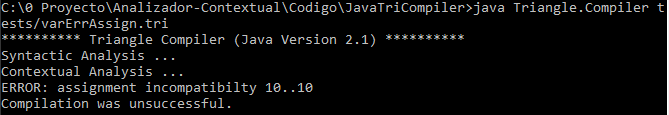 C:\0 Proyecto\Analizador-Contextual\Codigo\JavaTriCompiler>java Triangle.Compiler t
ests/varErrAssign.tri
********** Triangle Compiler (Java Version 2.1) **********
Syntactic Analysis ...
Contextual Analysis ...
ERROR: assignment incompatibilty 10..10
Compilation was unsuccessful.